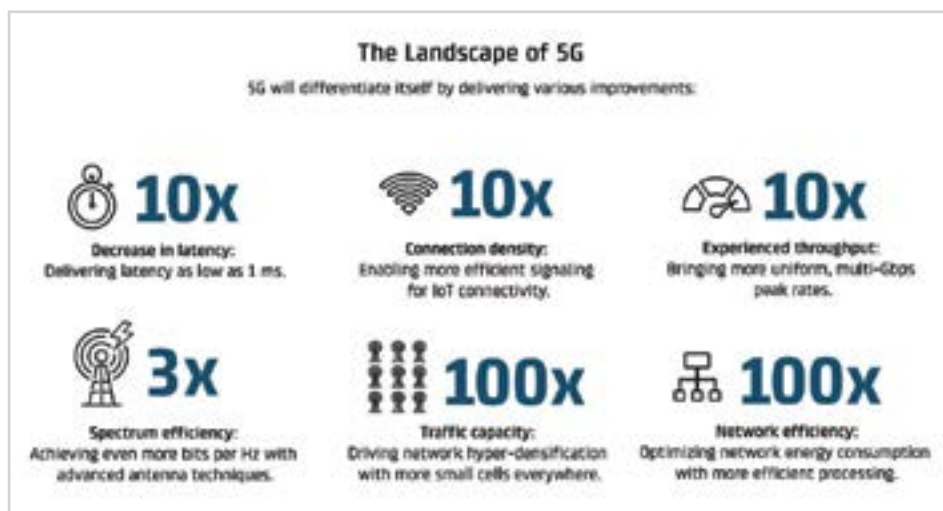 The Landscape of 5G
5G will differentiate itself by delivering various improvements:
10x
Decrease in latency:
Delivering latency as low as 1 ms.
10x
Connection density:
Enabling more efficient signaling
for IoT connectivity.
10x
Experienced throughput:
Bringing more uniform, multi-Gbps
peak rates.
3x
Spectrum efficiency:
Achieving even more bits per Hz with
advanced antenna techniques.
100x
Traffic capacity:
Driving network hyper-densification
with more small cells everywhere.
100x
Network efficiency:
Optimizing network energy consumption
with more efficient processing.